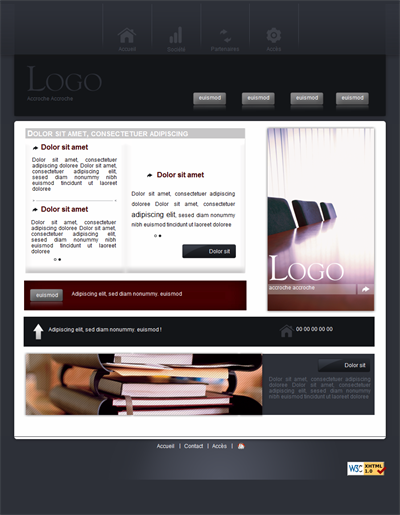 Accueil Société Partenaires Accès
LOGO
Accroche Accroche
euismod euismod euismod euismod
DOLOR SIT AMET, CONSECTETUER ADIPISCING
Dolor sit amet
Dolor sit amet, consectetuer
adipiscing doloree Dolor sit amet,
consectetuer adipiscing elit,
sesed diam nonummy nibh
euismod tincidunt ut laoreet
doloree
Dolor sit amet
Dolor sit amet, consectetuer
adipiscing doloree Dolor sit amet,
consectetuer adipiscing elit,
sesed diam nonummy nibh
euismod tincidunt ut laoreet
doloree
Dolor sit amet
Dolor sit amet, consectetuer adipiscing
doloree Dolor sit amet, consectetuer
adipiscing elit, sesed diam nonummy
nibh euismod tincidunt ut laoreet doloree
Dolor sit
LOGO
accroche accroche
euismod
Adipiscing elit, sed diam nonummy. euismod
Adipiscing elit, sed diam nonummy. euismod !
00 00 00 00 00
Dolor sit
Dolor sit amet, consectetuer adipiscing
doloree Dolor sit amet, consectetuer
adipiscing elit, sesed diam nonummy
nibh euismod tincidunt ut laoreet doloree
Accueil | Contact | Accès |
W3C XHTML 1.0